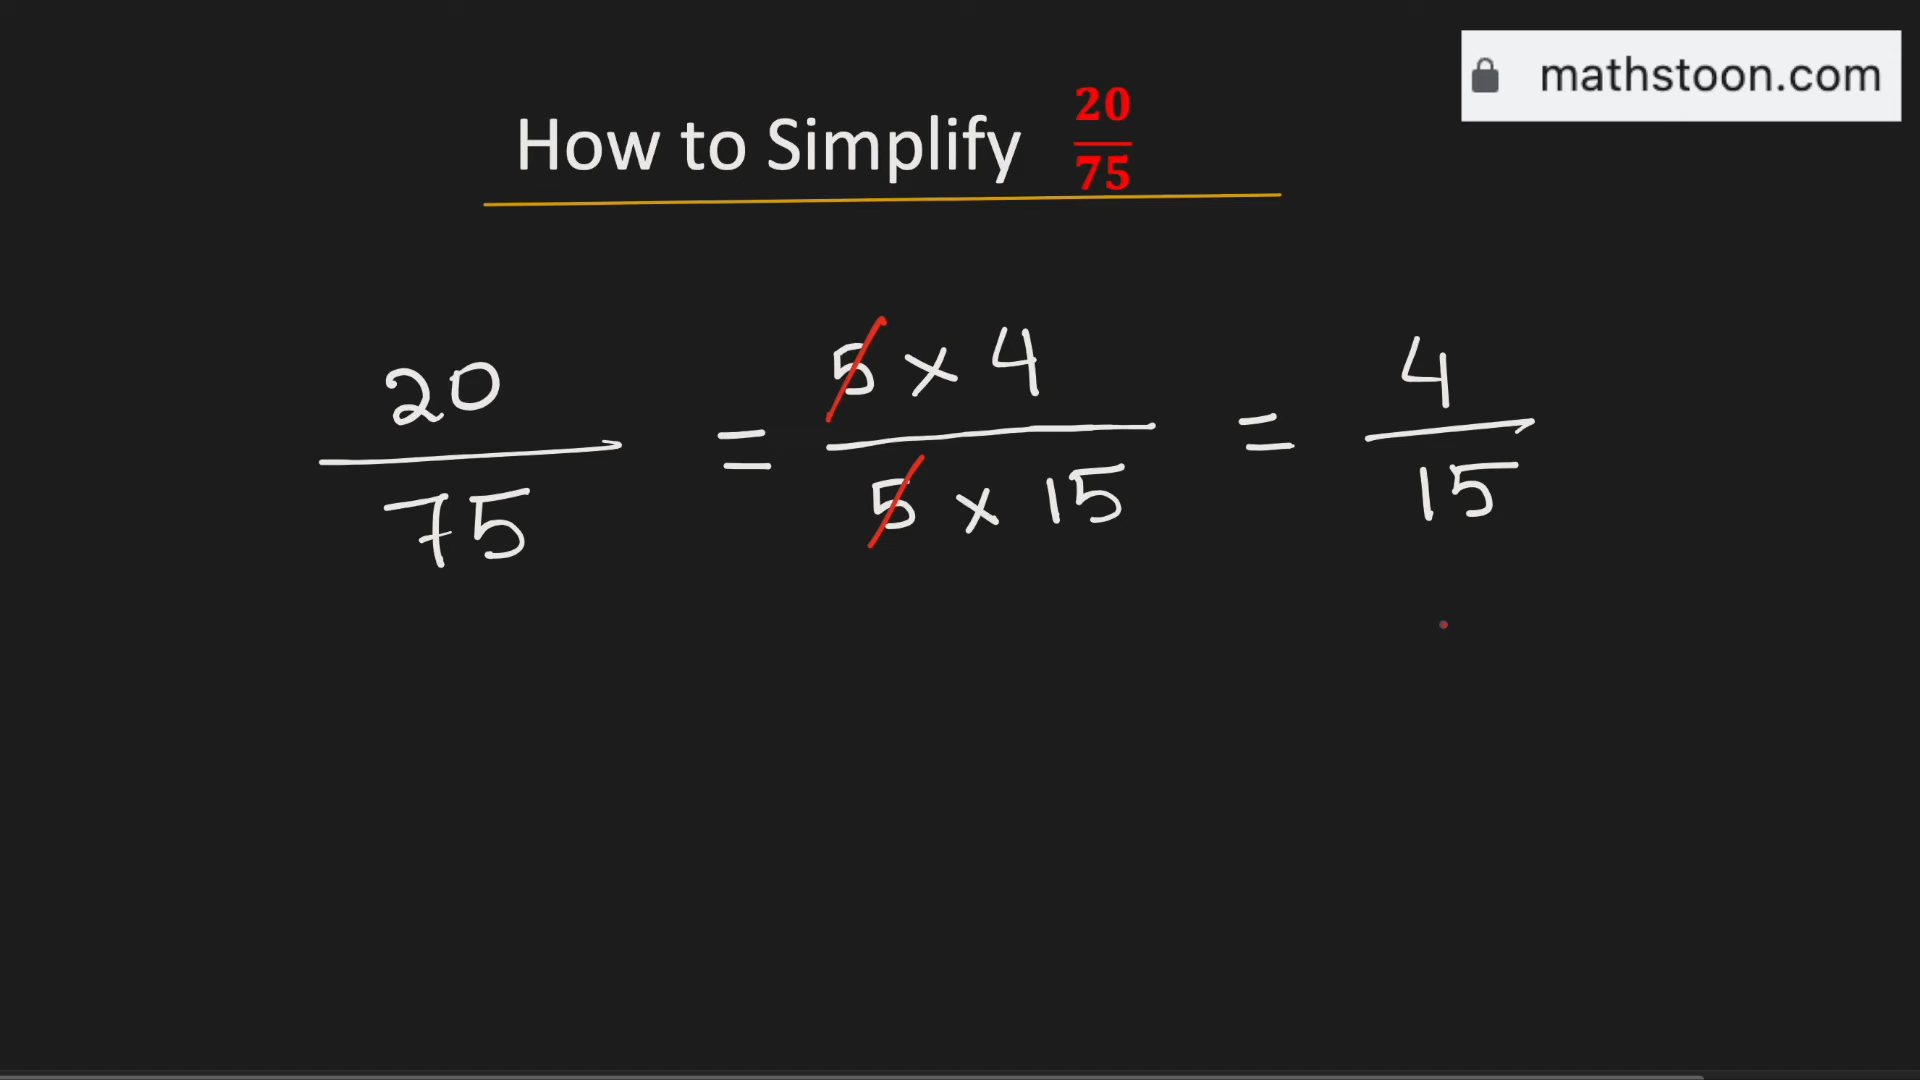 mathstoon.com
How to Simplify 20/75
20/75 = 5 × 4/5 × 15 = 4/15